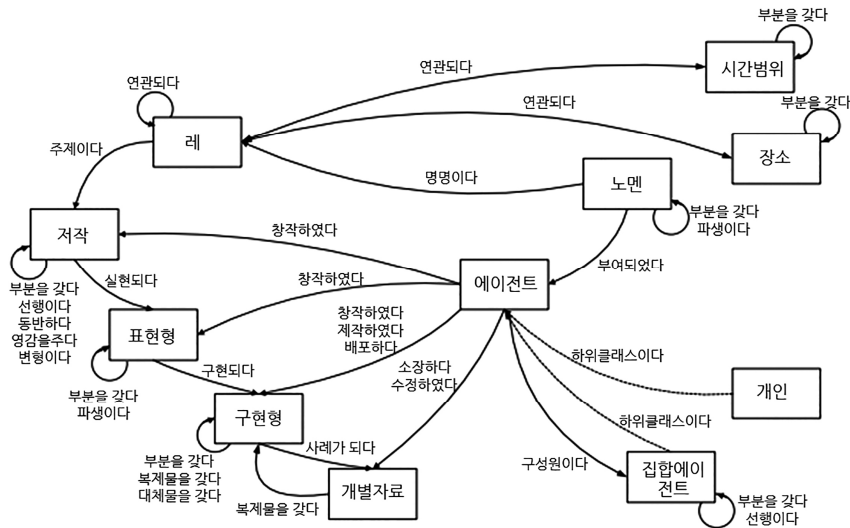 부분을 갖다
시간범위
연관되다
연관되다
연관되다
부분을 갖다
레
장소
주제이다
명명이다
노멘
부분을 갖다
파생이다
저작
창작하였다
부여되었다
부분을 갖다
선행이다
동반하다
영감을주다
변형이다
실현되다
창작하였다
에이전트
표현형
창작하였다
제작하였다
배포하다
소장하다
수정하였다
하위클래스이다
구현되다
개인
부분을 갖다
파생이다
구현형
하위클래스이다
사례가 되다
구성원이다
집합에이
전트
부분을 갖다
복제물을 갖다
대체물을 갖다
개별자료
복제물을 갖다
부분을 갖다
선행이다